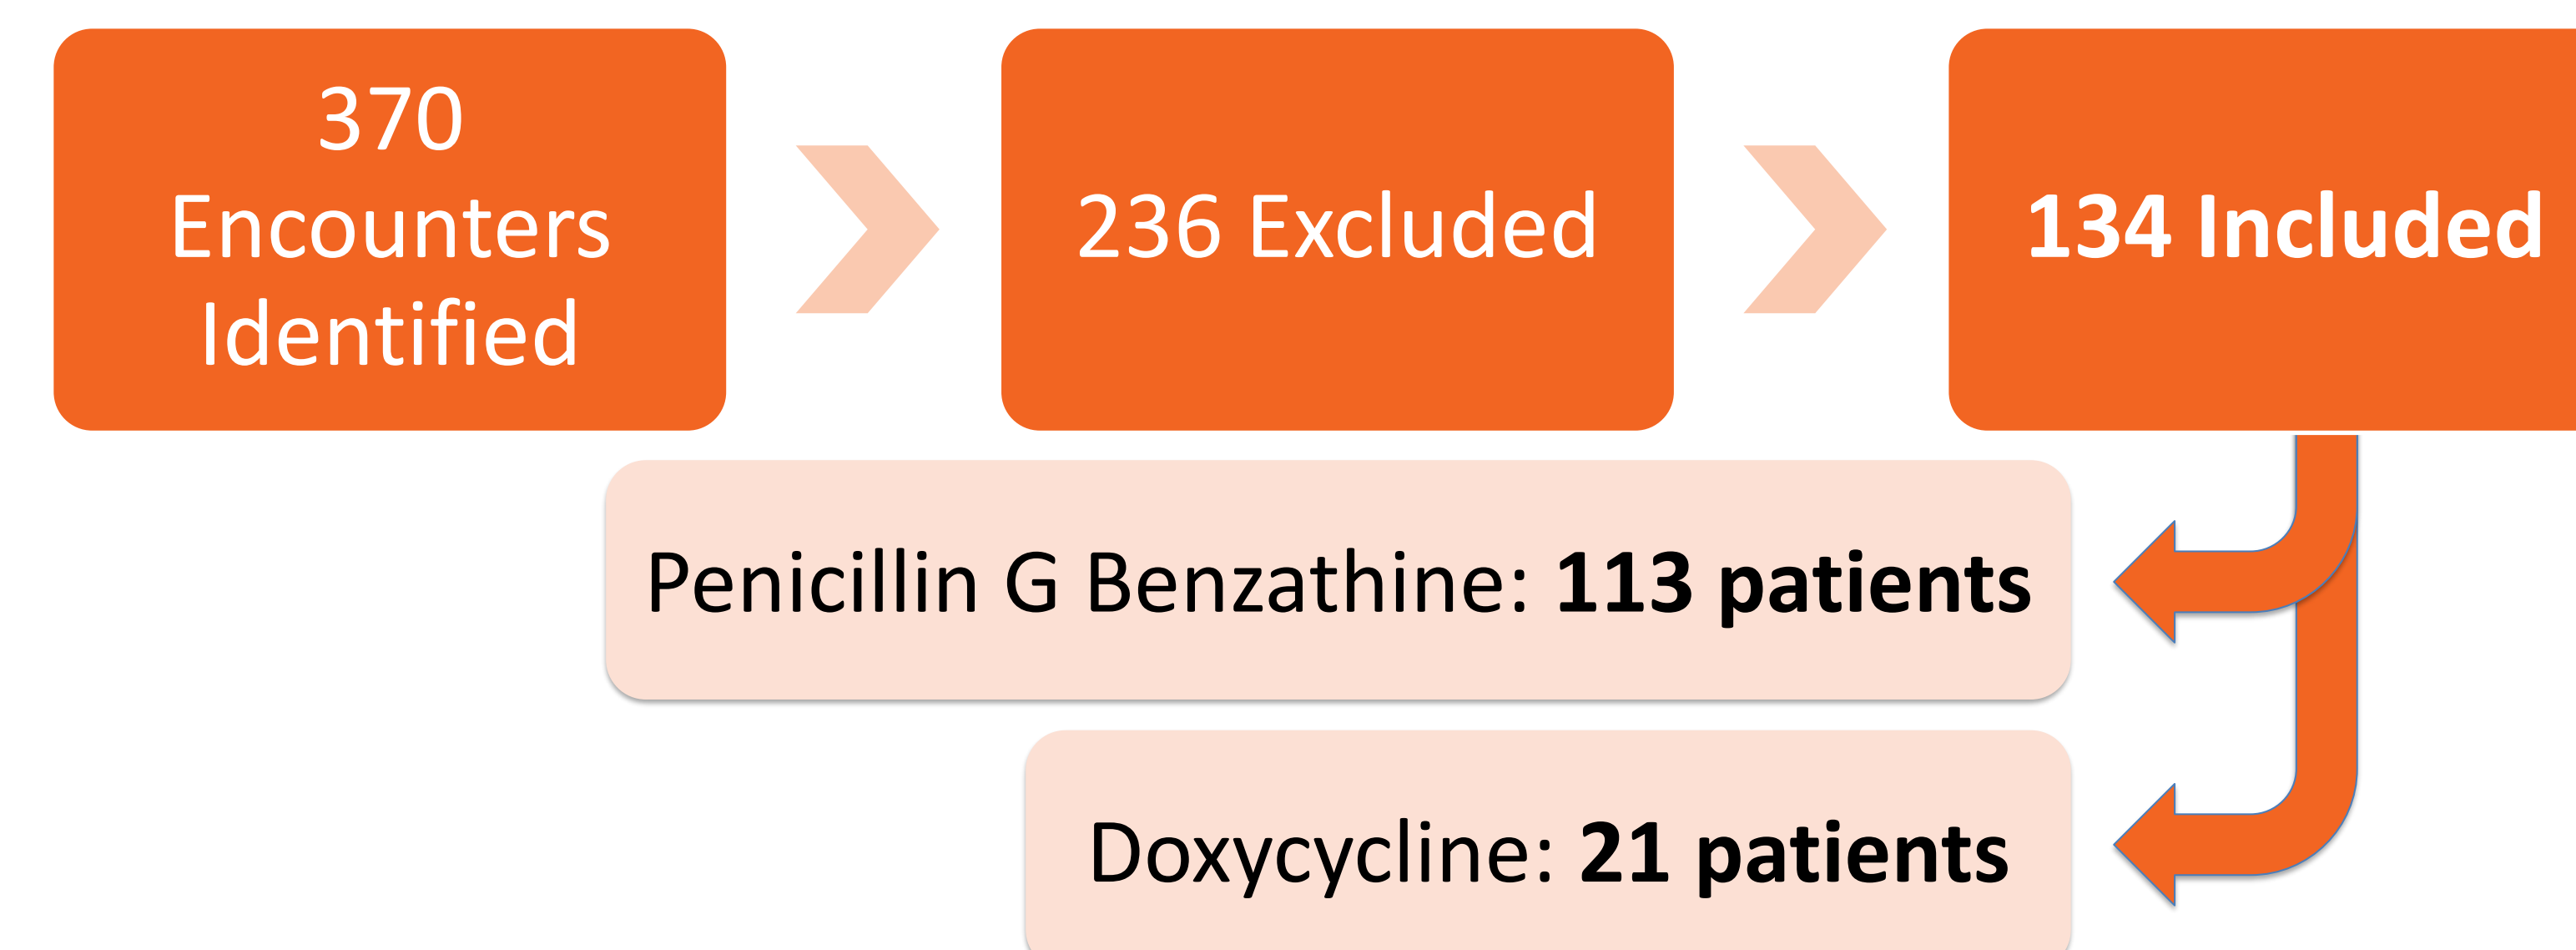 370
Encounters
Identified
236 Excluded
134 Included
Penicillin G Benzathine: 113 patients
Doxycycline: 21 patients